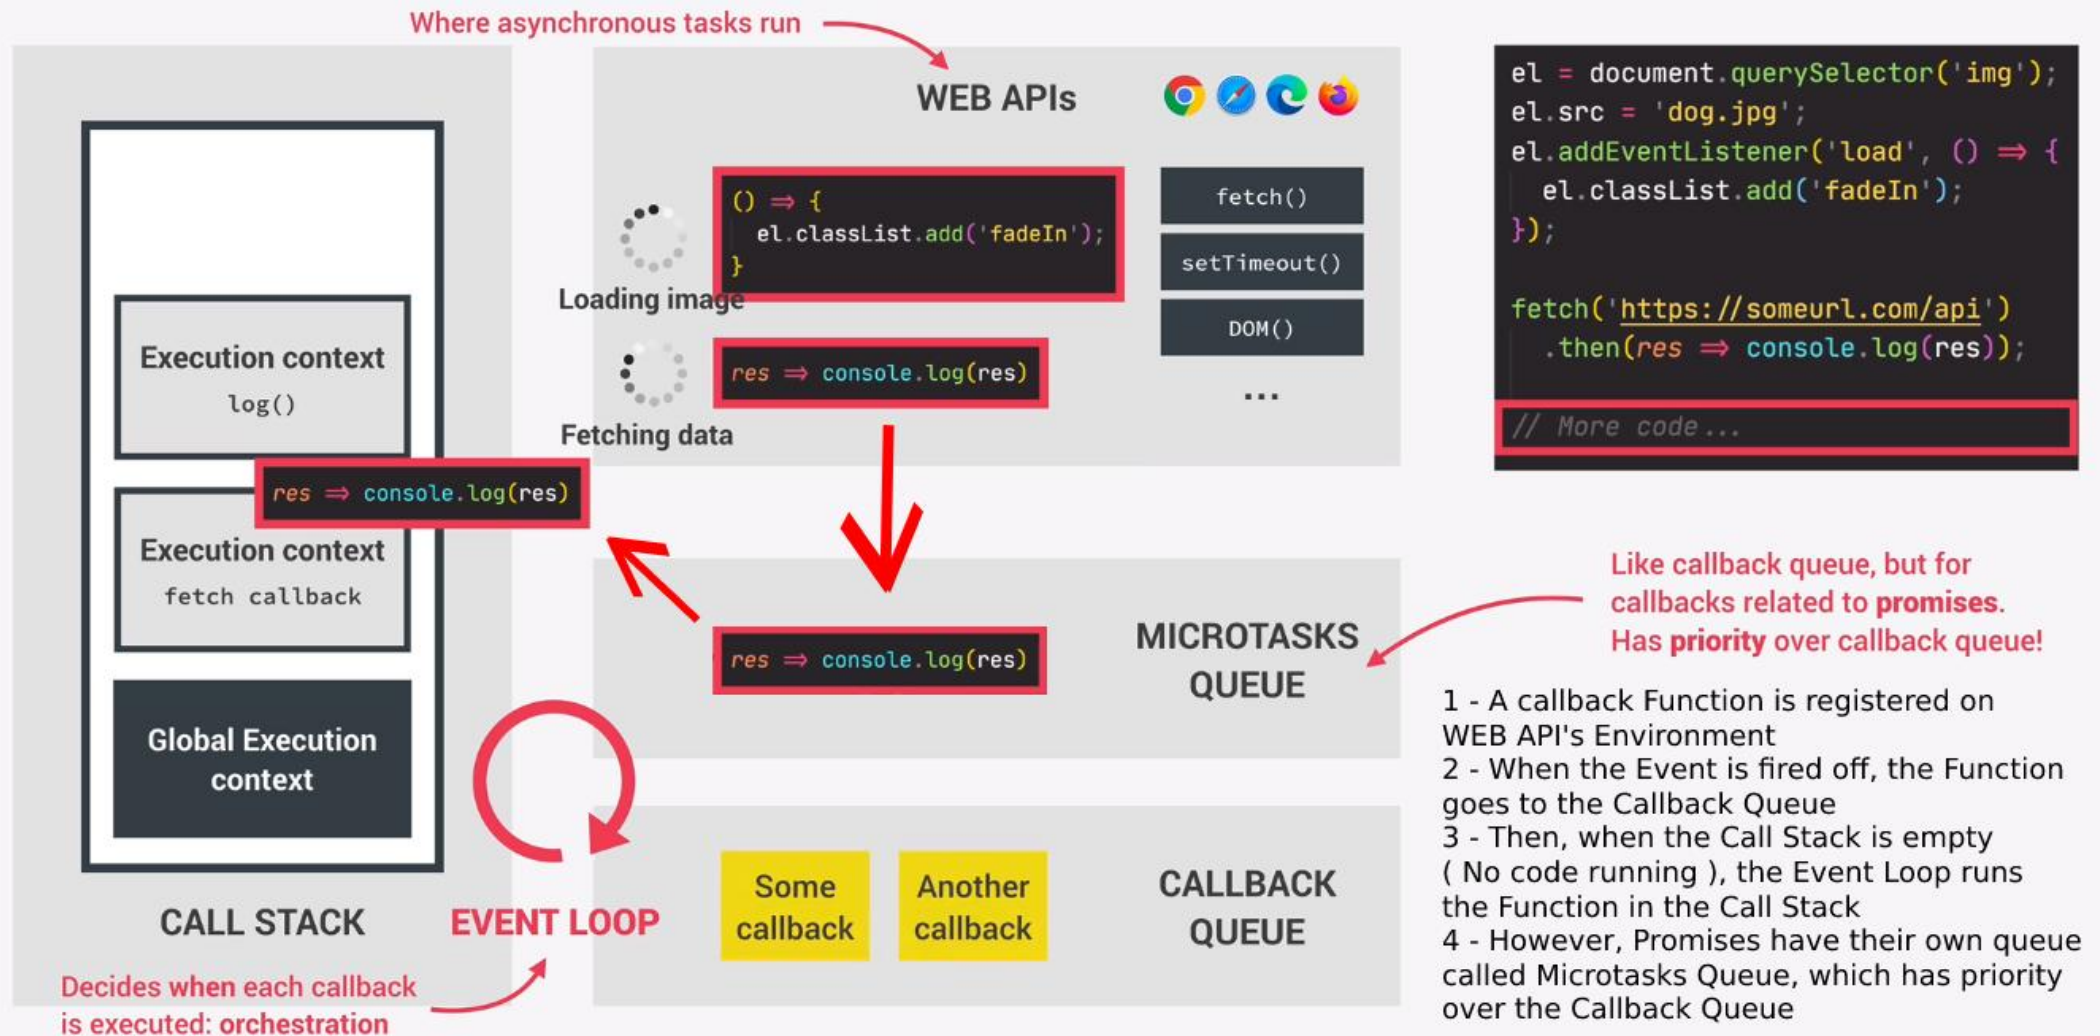 Where asynchronous tasks run
WEB APIs
() => {
el.classList.add('fadeIn');
}
Loading image
res => console.log(res)
Fetching data
fetch()
setTimeout()
DOM()
...
el = document.querySelector('img');
el.src = 'dog.jpg';
el.addEventListener('load', () => {
el.classList.add('fadeIn');
});
fetch('https://someurl.com/api')
.then(res => console.log(res));
// More code...
Execution context
log()
res => console.log(res)
Execution context
fetch callback
Global Execution
context
CALL STACK
EVENT LOOP
Decides when each callback
is executed: orchestration
res => console.log(res)
MICROTASKS
QUEUE
Like callback queue, but for
callbacks related to promises.
Has priority over callback queue!
Some
callback
Another
callback
CALLBACK
QUEUE
1 - A callback Function is registered on
WEB API's Environment
2 - When the Event is fired off, the Function
goes to the Callback Queue
3 - Then, when the Call Stack is empty
( No code running ), the Event Loop runs
the Function in the Call Stack
4 - However, Promises have their own queue
called Microtasks Queue, which has priority
over the Callback Queue